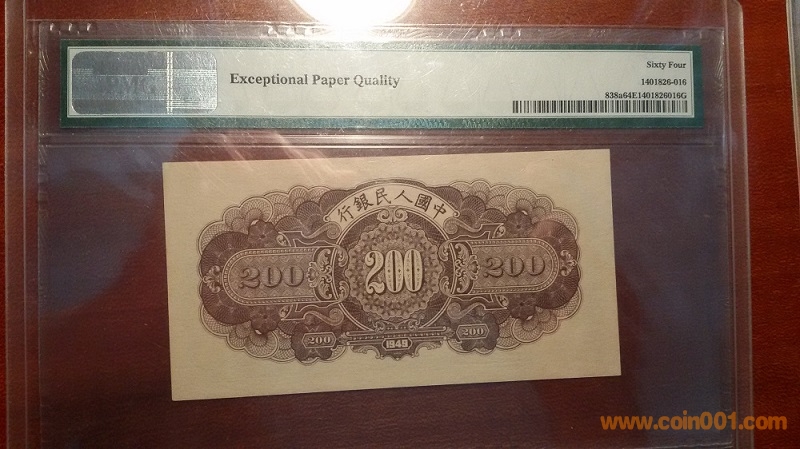 Exceptional Paper Quality
Sixty Four
1401826-016
838a64E1401826016G
行銀民人國中
200 200 200
200 200
1949
www.coin001.com